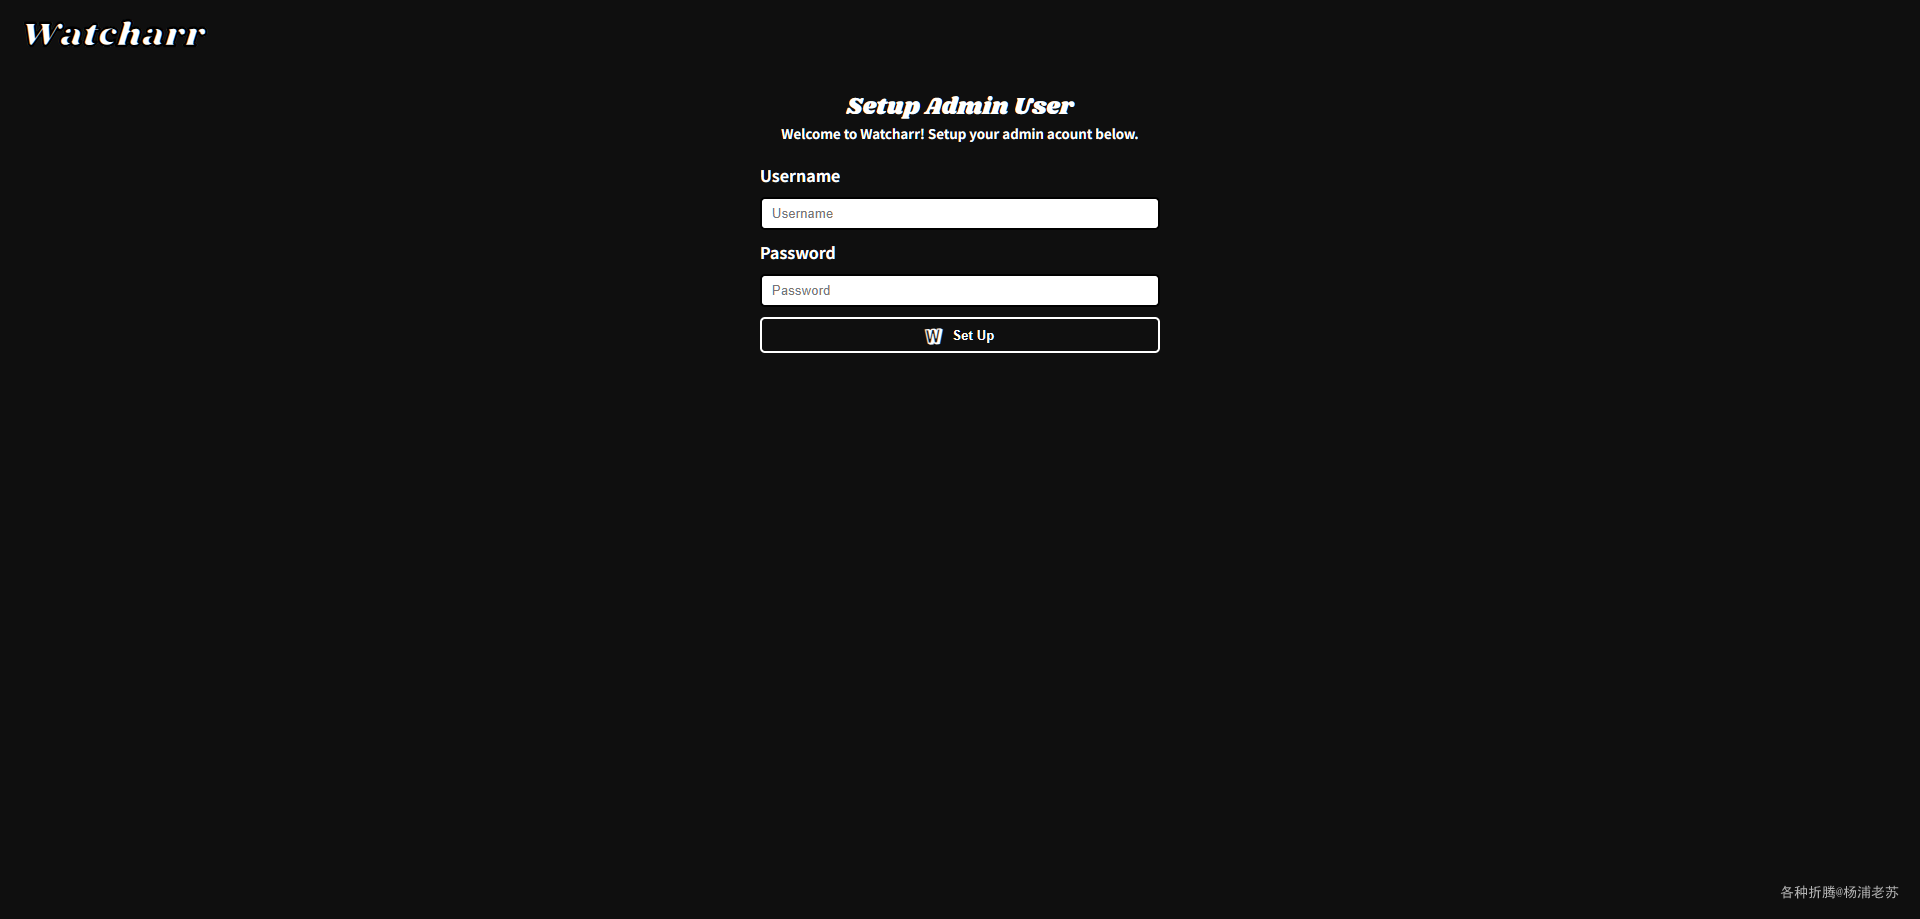 Watcharr
Setup Admin User
Welcome to Watcharr! Setup your admin acount below.
Username
Username
Password
Password
W Set Up
各种折腾@杨浦老苏